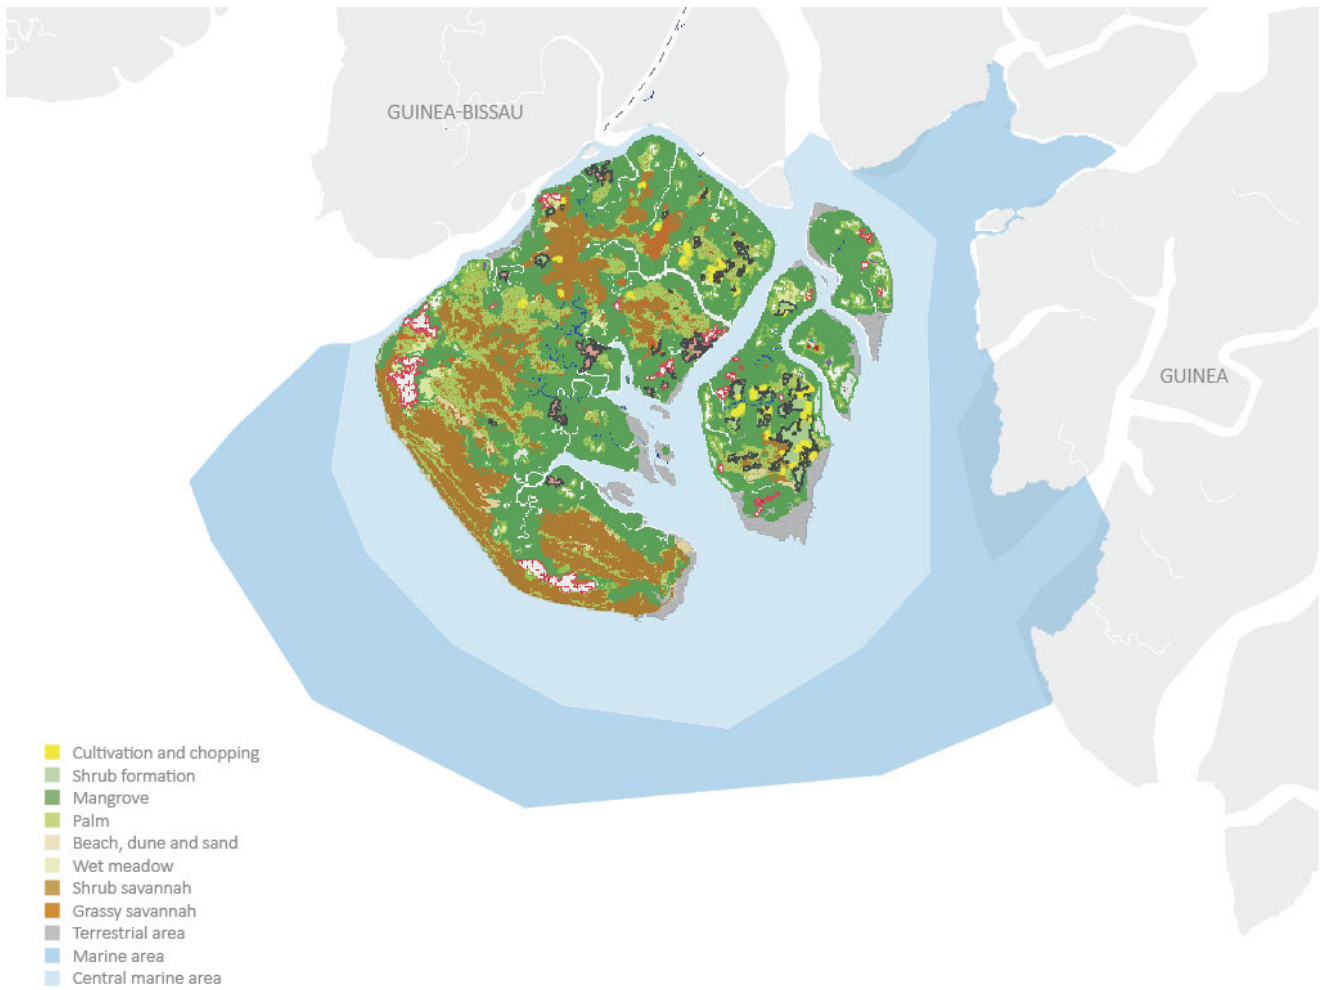 GUINEA-BISSAU
GUINEA
Cultivation and chopping
Shrub formation
Mangrove
Palm
Beach, dune and sand
Wet meadow
Shrub savannah
Grassy savannah
Terrestrial area
Marine area
Central marine area